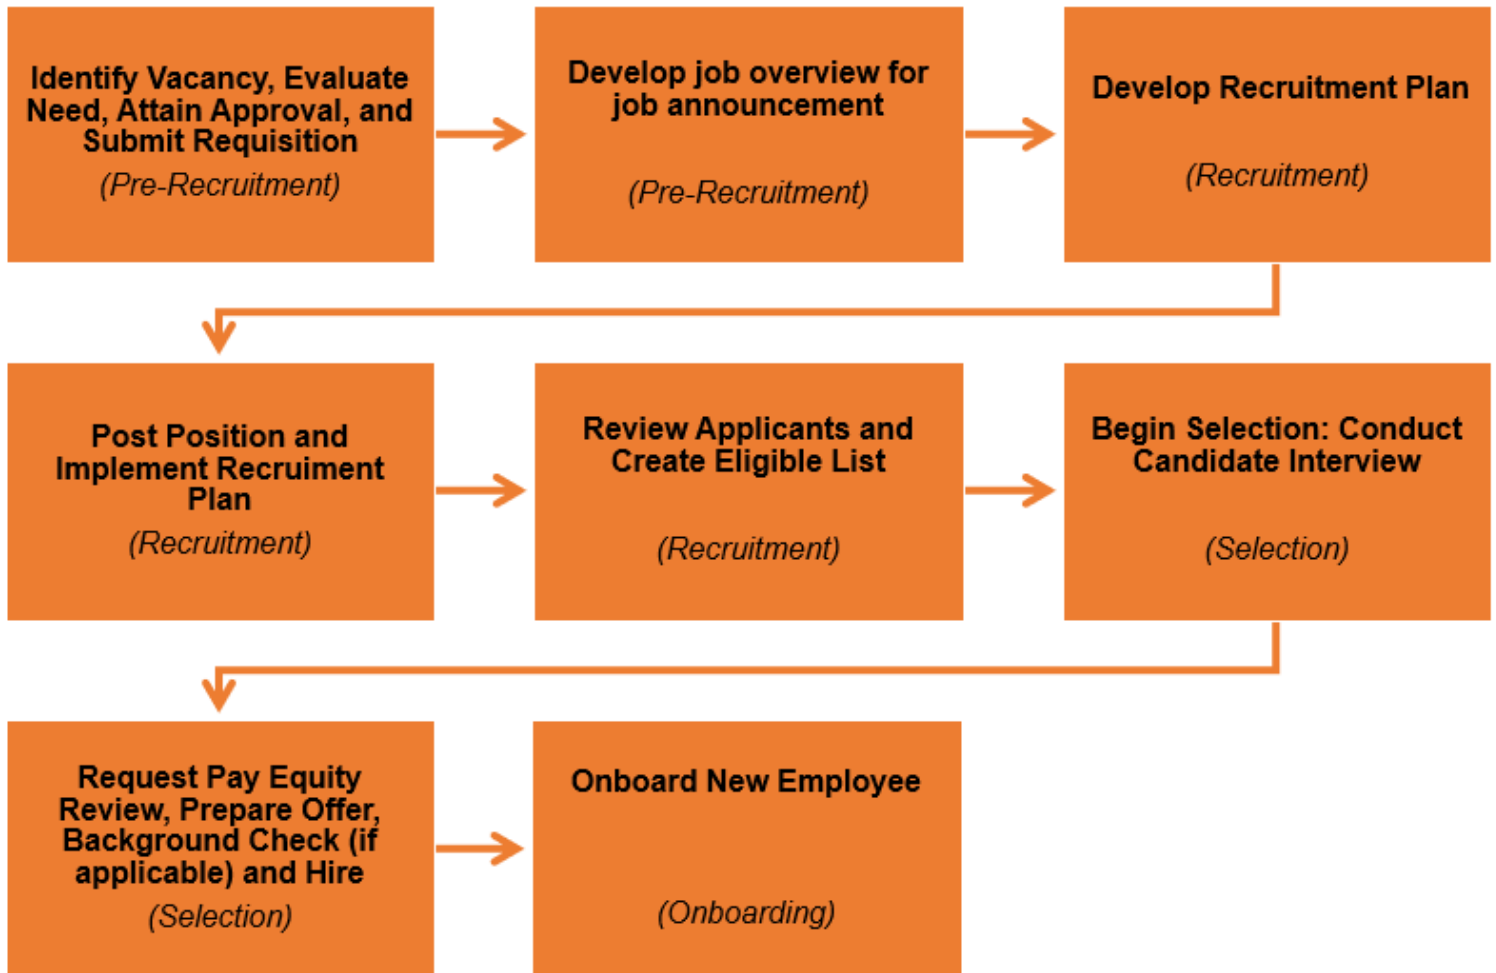 Identify Vacancy, Evaluate
Need, Attain Approval, and
Submit Requisition
(Pre-Recruitment)
Develop job overview for
job announcement
(Pre-Recruitment)
Develop Recruitment Plan
(Recruitment)
Post Position and
Implement Recruiment
Plan
(Recruitment)
Review Applicants and
Create Eligible List
(Recruitment)
Begin Selection: Conduct
Candidate Interview
(Selection)
Request Pay Equity
Review, Prepare Offer,
Background Check (if
applicable) and Hire
(Selection)
Onboard New Employee
(Onboarding)